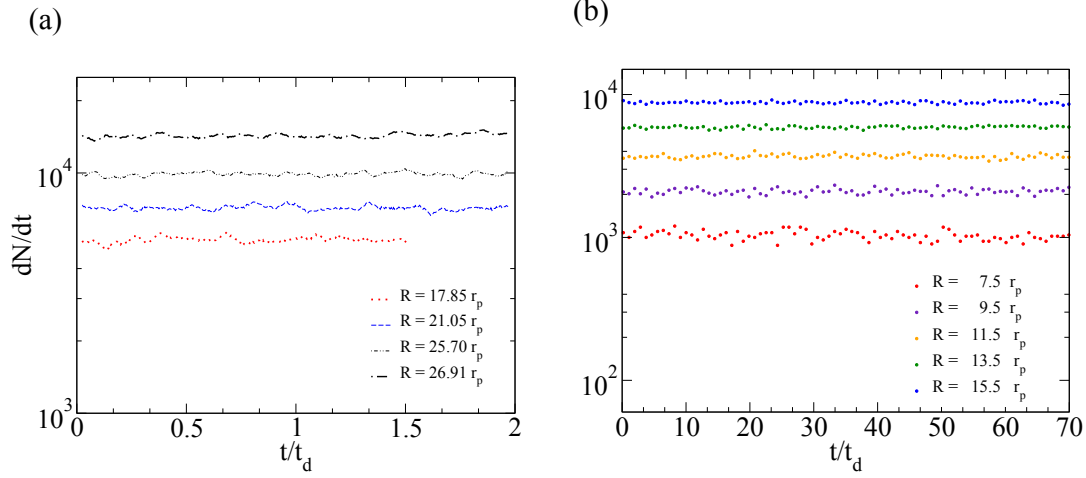 (a)
dN/dt
10^4
10^3
0
0.5
1
1.5
2
t/t_d
R = 17.85 r_p
R = 21.05 r_p
R = 25.70 r_p
R = 26.91 r_p
(b)
10^4
10^3
10^2
0 10 20 30 40 50 60 70
t/t_d
R = 7.5 r_p
R = 9.5 r_p
R = 11.5 r_p
R = 13.5 r_p
R = 15.5 r_p